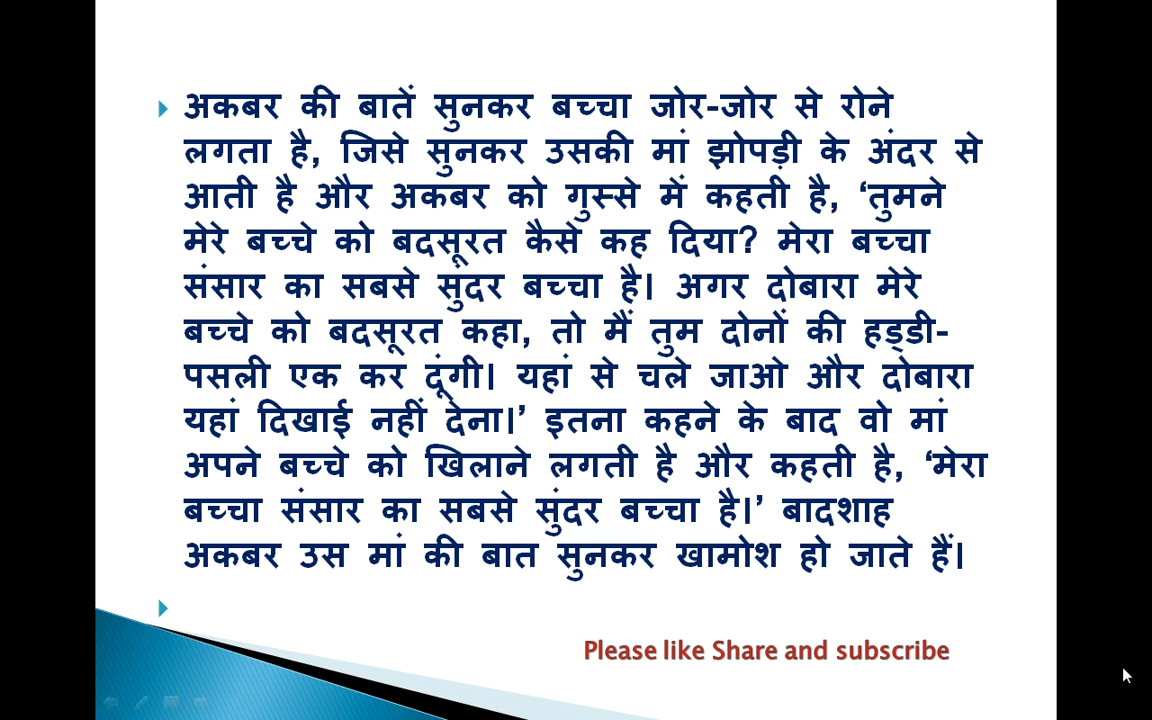 अकबर की बातें सुनकर बच्चा जोर-जोर से रोने
लगता है, जिसे सुनकर उसकी मां झोपड़ी के अंदर से
आती है और अकबर को गुस्से में कहती है, ‘तुमने
मेरे बच्चे को बदसूरत कैसे कह दिया? मेरा बच्चा
संसार का सबसे सुंदर बच्चा है। अगर दोबारा मेरे
बच्चे को बदसूरत कहा, तो मैं तुम दोनों की हड्डी-
पसली एक कर दूंगी। यहां से चले जाओ और दोबारा
यहां दिखाई नहीं देना।’ इतना कहने के बाद वो मां
अपने बच्चे को खिलाने लगती है और कहती है, ‘मेरा
बच्चा संसार का सबसे सुंदर बच्चा है।’ बादशाह
अकबर उस मां की बात सुनकर खामोश हो जाते हैं।
Please like Share and subscribe